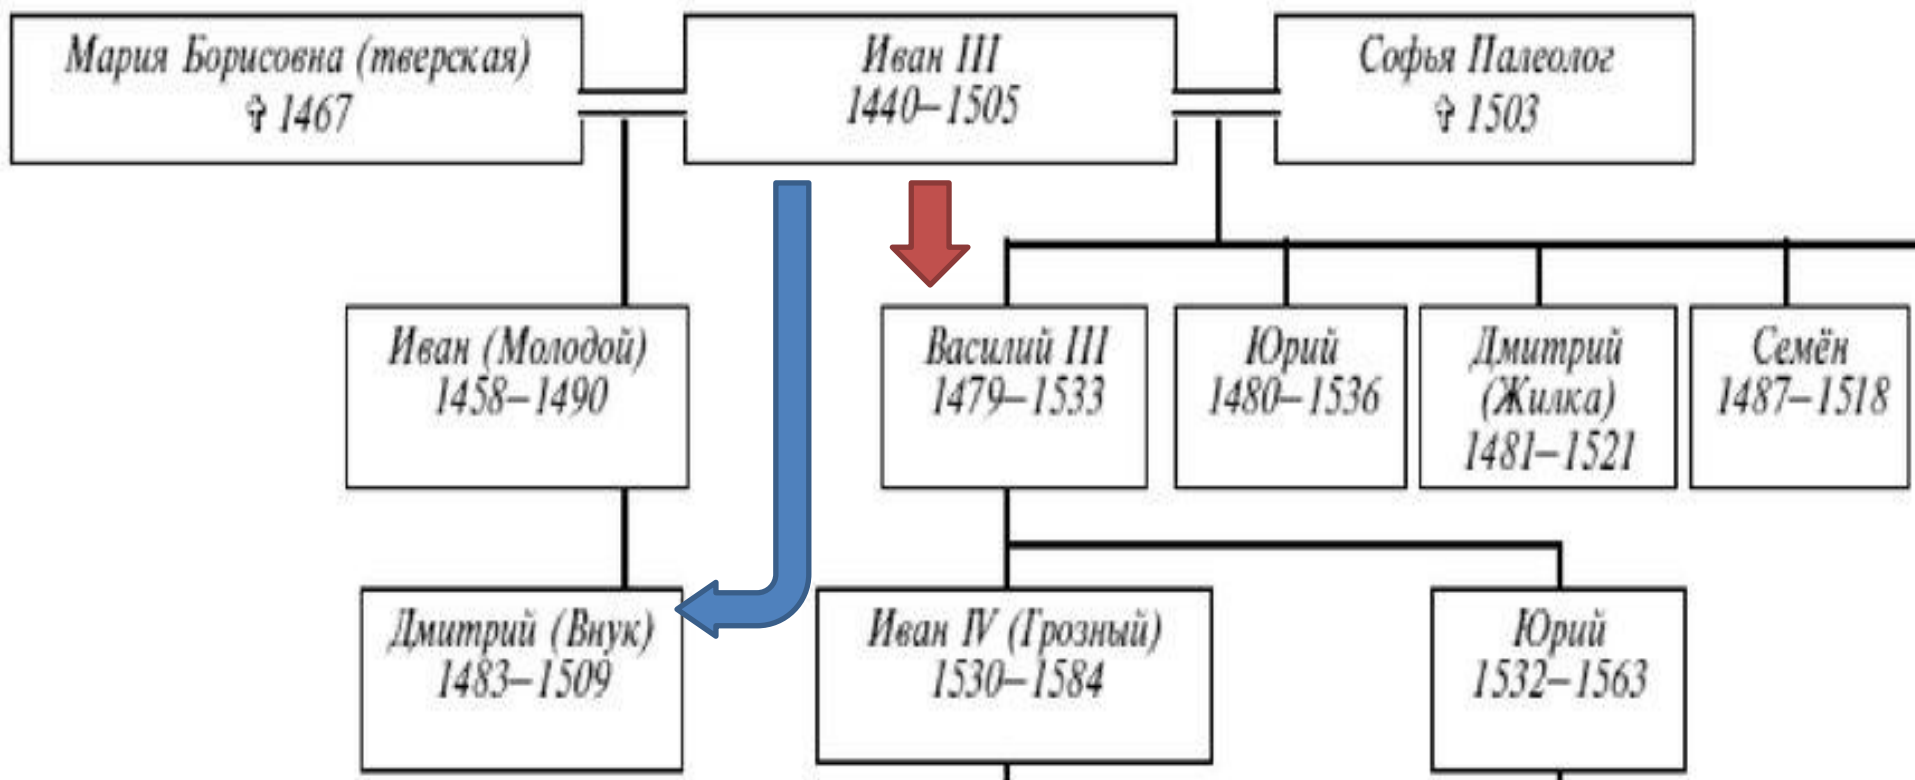 Мария Борисовна (тверская)
✞ 1467
Иван III
1440–1505
Софья Палеолог
✞ 1503
Иван (Молодой)
1458–1490
Василий III
1479–1533
Юрий
1480–1536
Дмитрий
(Жилка)
1481–1521
Семён
1487–1518
Дмитрий (Внук)
1483–1509
Иван IV (Грозный)
1530–1584
Юрий
1532–1563